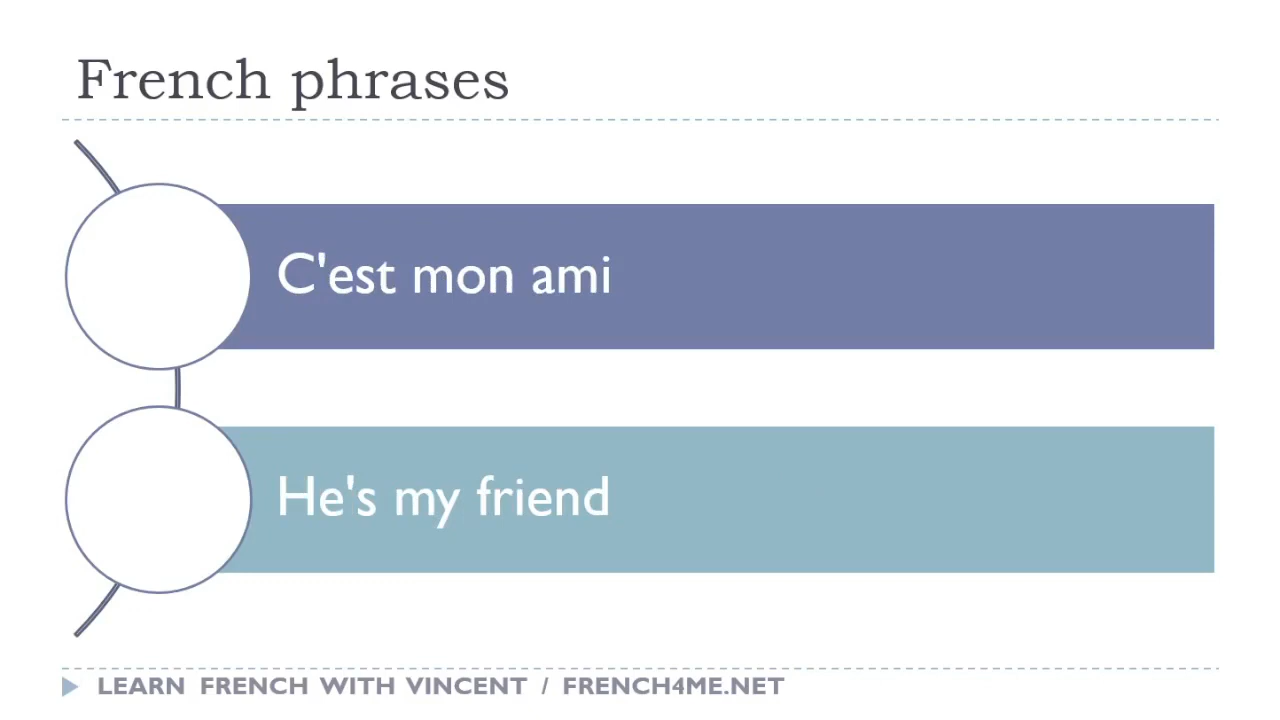 French phrases
C'est mon ami
He's my friend
LEARN FRENCH WITH VINCENT / FRENCH4ME.NET